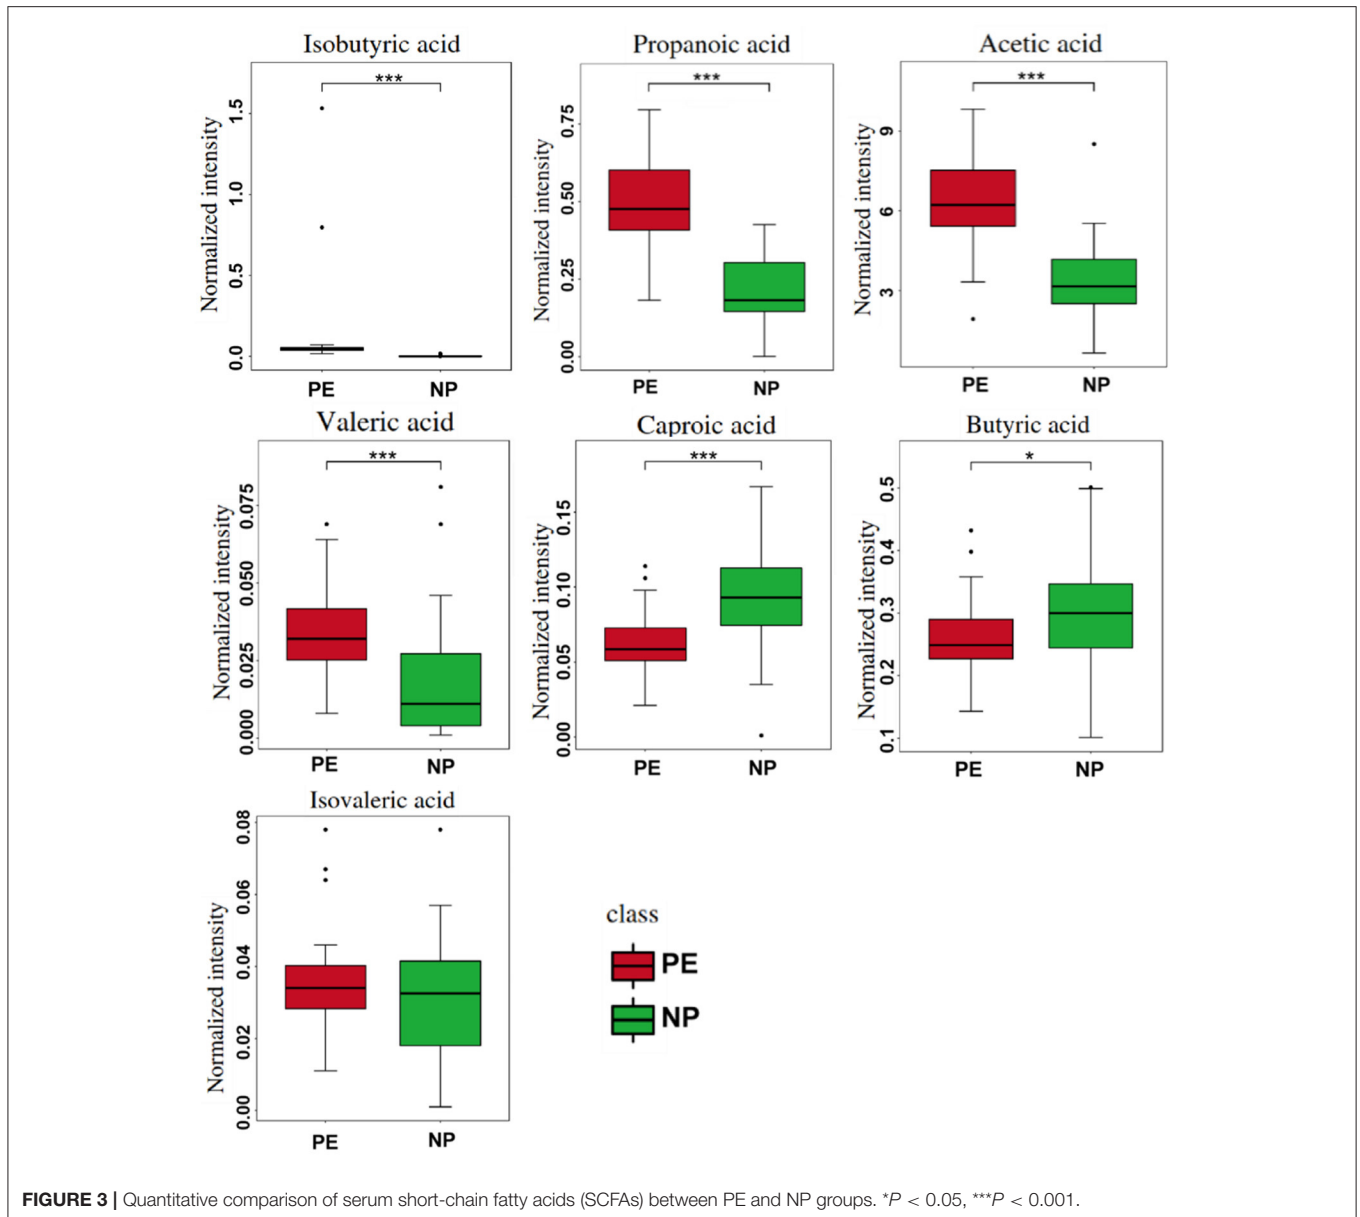 Isobutyric acid
Propanoic acid
Acetic acid
***
***
***
Normalized intensity
1.5
1.0
0.5
0.0
Normalized intensity
0.75
0.50
0.25
0.00
Normalized intensity
9
6
3
PE NP
PE NP
PE NP
Valeric acid
Caproic acid
Butyric acid
***
***
*
Normalized intensity
0.075
0.050
0.025
0.000
Normalized intensity
0.15
0.10
0.05
0.00
Normalized intensity
0.5
0.4
0.3
0.2
0.1
PE NP
PE NP
PE NP
Isovaleric acid
Normalized intensity
0.08
0.06
0.04
0.02
0.00
PE NP
class
PE
NP
FIGURE 3 | Quantitative comparison of serum short-chain fatty acids (SCFAs) between PE and NP groups. *P < 0.05, ***P < 0.001.